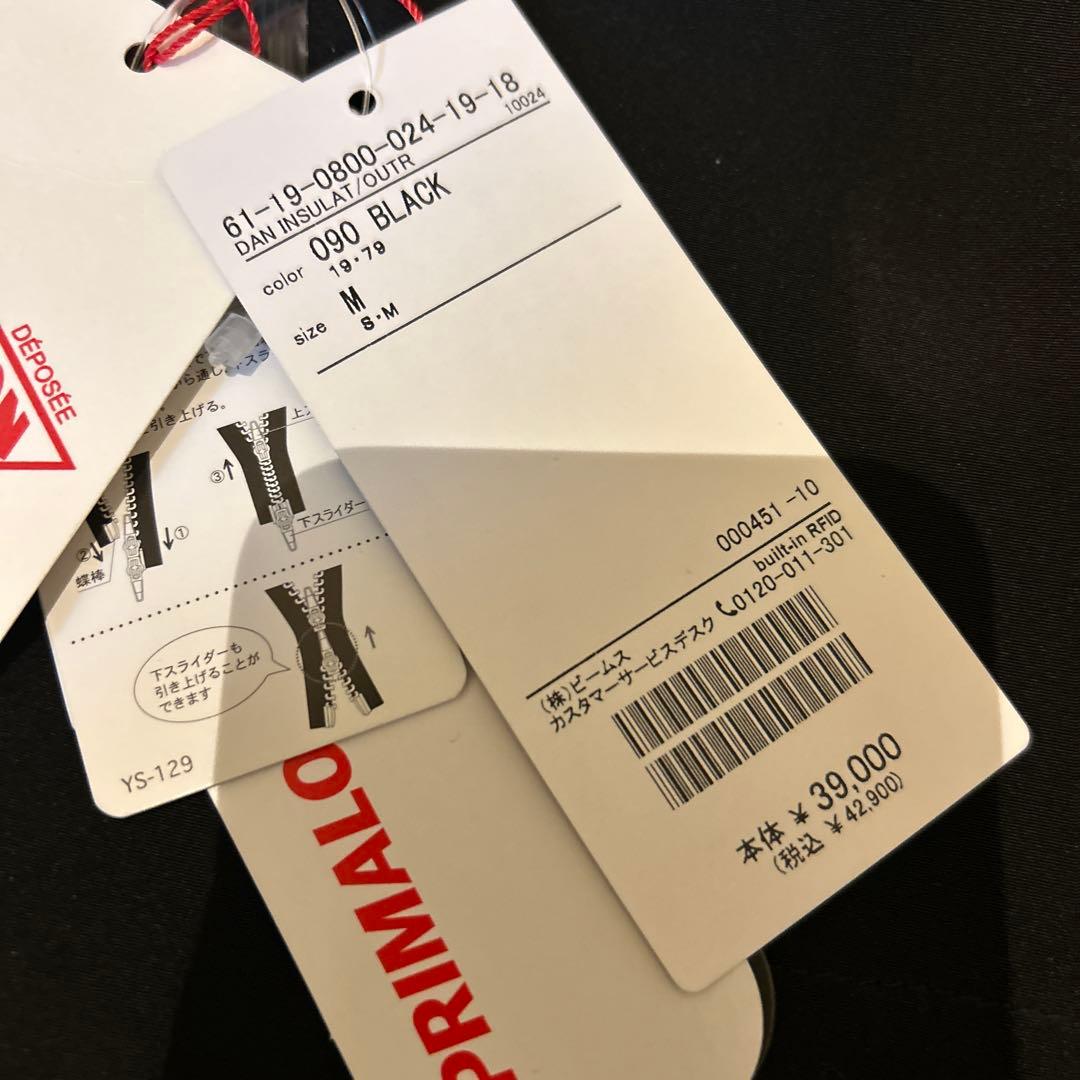 61-19-0800-024-19-18
10024
DAN INSULAT/OUTR
color 090 BLACK
19・79
size M
S・M
000451 -10
built-in RFID
(株)ビームス
カスタマーサービスデスク 0120-011-301
本体 ¥ 39,000
(税込 ¥ 42,900)
DÉPOSÉE
引き上げる。
③
下スライダー
①
②
蝶棒
下スライダーも
引き上げることが
できます
YS-129
PRIMALO